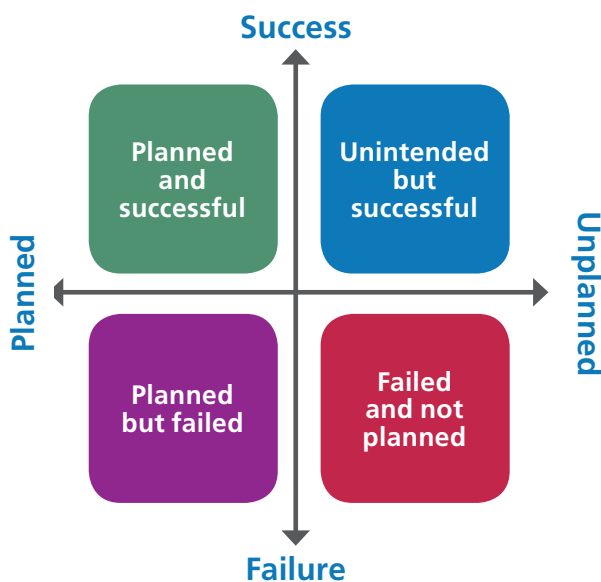 Success
Planned
and
successful
Unintended
but
successful
Planned
Unplanned
Planned
but failed
Failed
and not
planned
Failure